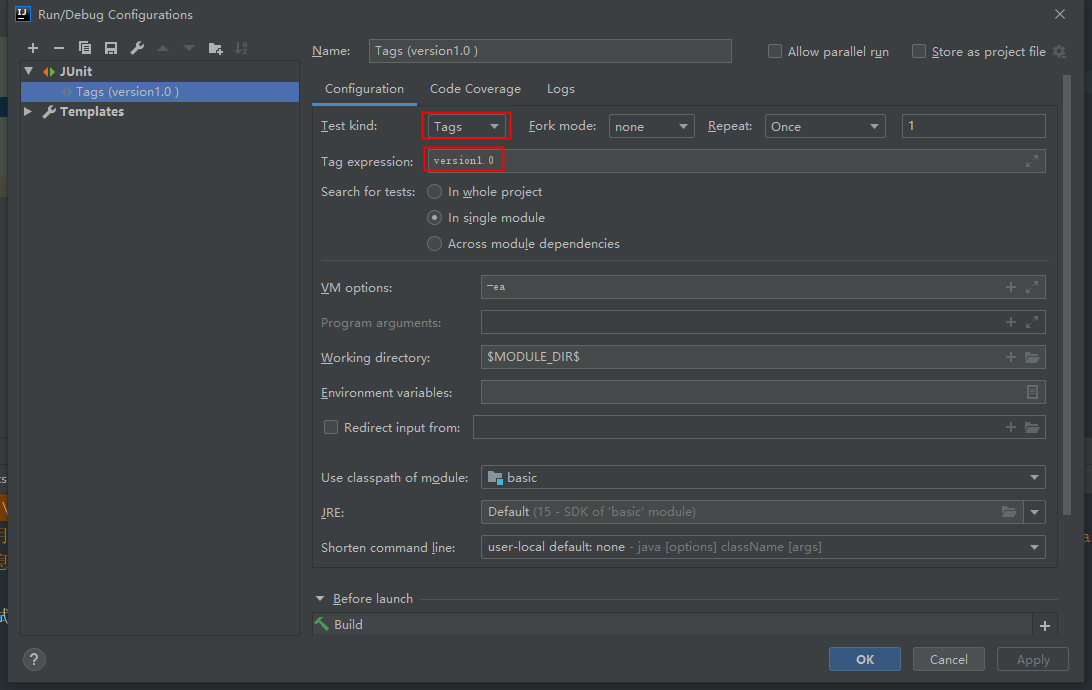 Run/Debug Configurations
Name: Tags (version1.0 ) Allow parallel run Store as project file
JUnit
Tags (version1.0 )
Templates
Configuration Code Coverage Logs
Test kind: Tags Fork mode: none Repeat: Once 1
Tag expression: version1.0
Search for tests: In whole project
In single module
Across module dependencies
VM options: -ea
Program arguments:
Working directory: $MODULE_DIR$
Environment variables:
Redirect input from:
Use classpath of module: basic
JRE: Default (15 - SDK of 'basic' module)
Shorten command line: user-local default: none - java [options] className [args]
Before launch
Build
? OK Cancel Apply